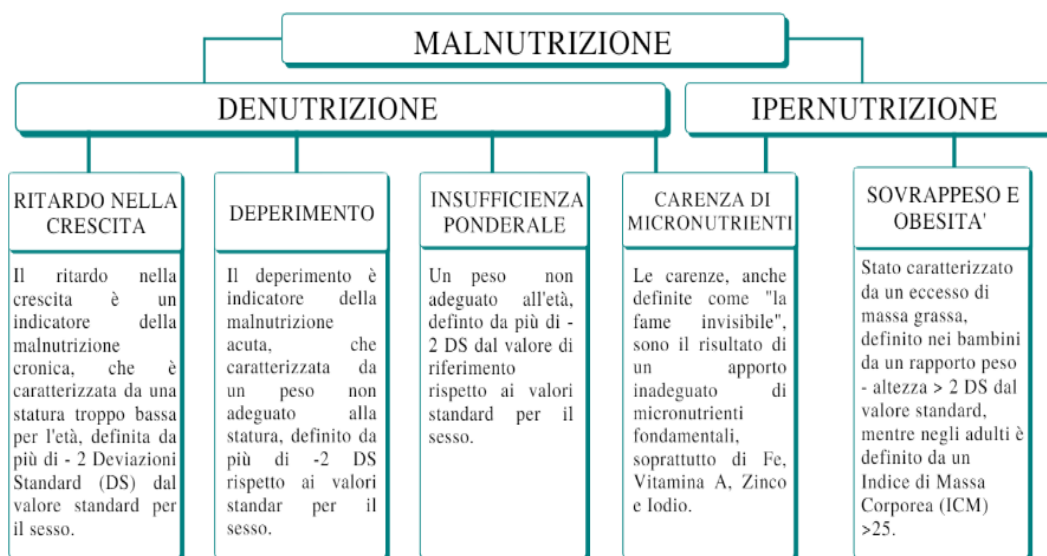 MALNUTRIZIONE
DENUTRIZIONE
IPERNUTRIZIONE
RITARDO NELLA
CRESCITA
Il ritardo nella
crescita è un
indicatore della
malnutrizione
cronica, che è
caratterizzata da una
statura troppo bassa
per l'età, definita da
più di - 2 Deviazioni
Standard (DS) dal
valore standard per
il sesso.
DEPERIMENTO
Il deperimento è
indicatore della
malnutrizione
acuta, che
caratterizzata da
un peso non
adeguato alla
statura, definito da
più di -2 DS
rispetto ai valori
standar per il
sesso.
INSUFFICIENZA
PONDERALE
Un peso non
adeguato all'età,
definto da più di -
2 DS dal valore di
riferimento
rispetto ai valori
standard per il
sesso.
CARENZA DI
MICRONUTRIENTI
Le carenze, anche
definite come "la
fame invisibile",
sono il risultato di
un apporto
inadeguato di
micronutrienti
fondamentali,
soprattutto di Fe,
Vitamina A, Zinco
e Iodio.
SOVRAPPESO E
OBESITA'
Stato caratterizzato
da un eccesso di
massa grassa,
definito nei bambini
da un rapporto peso
- altezza > 2 DS dal
valore standard,
mentre negli adulti è
definito da un
Indice di Massa
Corporea (ICM)
>25.